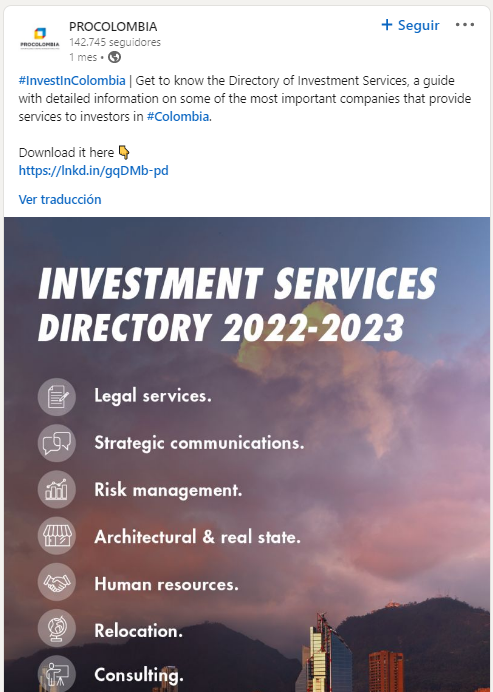 PROCOLOMBIA
PROCOLOMBIA
142.745 seguidores
1 mes •
+ Seguir
#InvestInColombia | Get to know the Directory of Investment Services, a guide
with detailed information on some of the most important companies that provide
services to investors in #Colombia.
Download it here 👇
https://lnkd.in/gqDMb-pd
Ver traducción
INVESTMENT SERVICES
DIRECTORY 2022-2023
Legal services.
Strategic communications.
Risk management.
Architectural & real state.
Human resources.
Relocation.
Consulting.